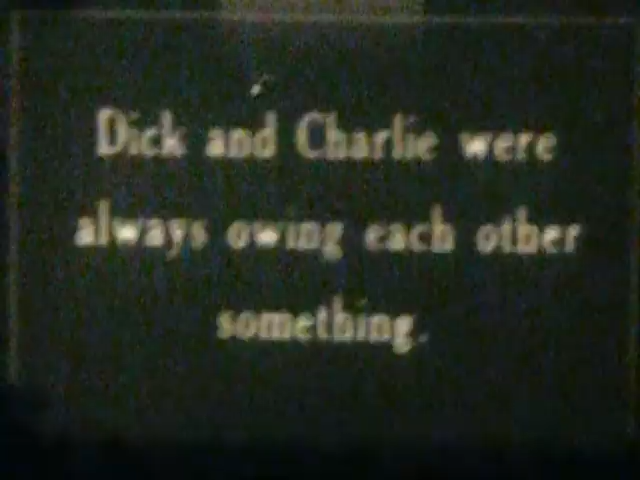 Dick and Charlie were
always owing each other
something.